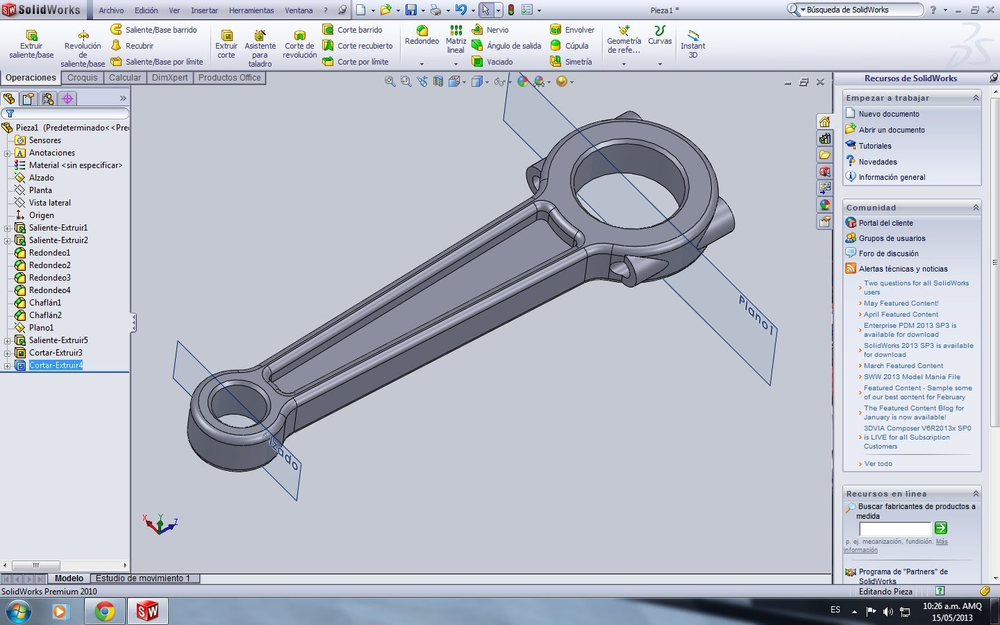 SolidWorks
Archivo Edición Ver Insertar Herramientas Ventana ?
Pieza1 *
Búsqueda de SolidWorks
Extruir saliente/base
Revolución de saliente/base
Saliente/Base barrido
Recubrir
Saliente/Base por límite
Extruir corte
Asistente para taladro
Corte de revolución
Corte barrido
Corte recubierto
Corte por límite
Redondeo
Matriz lineal
Nervio
Ángulo de salida
Vaciado
Envolver
Cúpula
Simetría
Geometría de refe...
Curvas
Instant 3D
Operaciones Croquis Calcular DimXpert Productos Office
Pieza1 (Predeterminado<<Pre
Sensores
Anotaciones
Material <sin especificar>
Alzado
Planta
Vista lateral
Origen
Saliente-Extruir1
Saliente-Extruir2
Redondeo1
Redondeo2
Redondeo3
Redondeo4
Chaflán1
Chaflán2
Plano1
Saliente-Extruir5
Cortar-Extruir3
Cortar-Extruir4
Plano1
lzado
X Y Z
Recursos de SolidWorks
Empezar a trabajar
Nuevo documento
Abrir un documento
Tutoriales
Novedades
Información general
Comunidad
Portal del cliente
Grupos de usuarios
Foro de discusión
Alertas técnicas y noticias
Two questions for all SolidWorks
users
May Featured Content!
April Featured Content
Enterprise PDM 2013 SP3 is
available for download
SolidWorks 2013 SP3 is available
for download
March Featured Content
SWW 2013 Model Mania File
Featured Content - Sample some
of our best content for February
The Featured Content Blog for
January is now available!
3DVIA Composer V6R2013x SP0
is LIVE for all Subscription
Customers
Ver todo
Recursos en línea
Buscar fabricantes de productos a
medida
p. ej. mecanización, fundición. Más
información
Programa de "Partners" de
SolidWorks
Modelo Estudio de movimiento 1
SolidWorks Premium 2010
Editando Pieza
ES
10:26 a.m. AMQ
15/05/2013